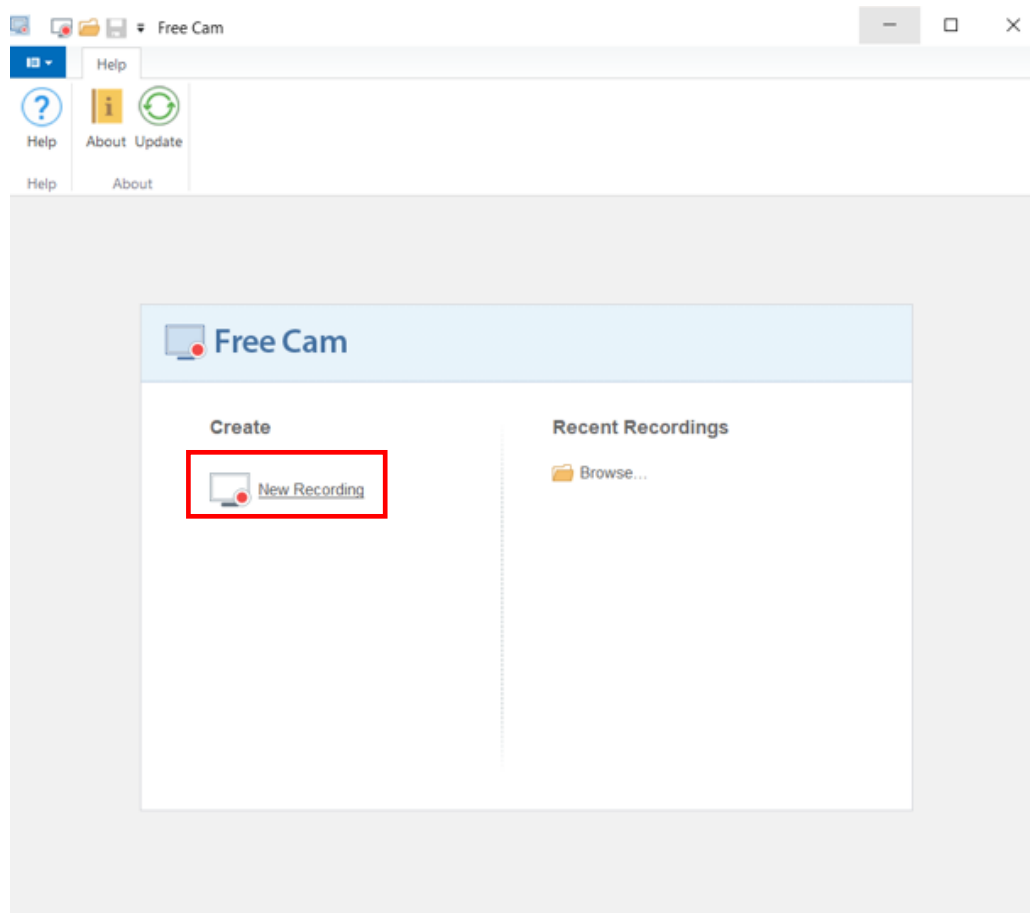 Free Cam
Help
Help
About Update
Help
About
Free Cam
Create
New Recording
Recent Recordings
Browse...